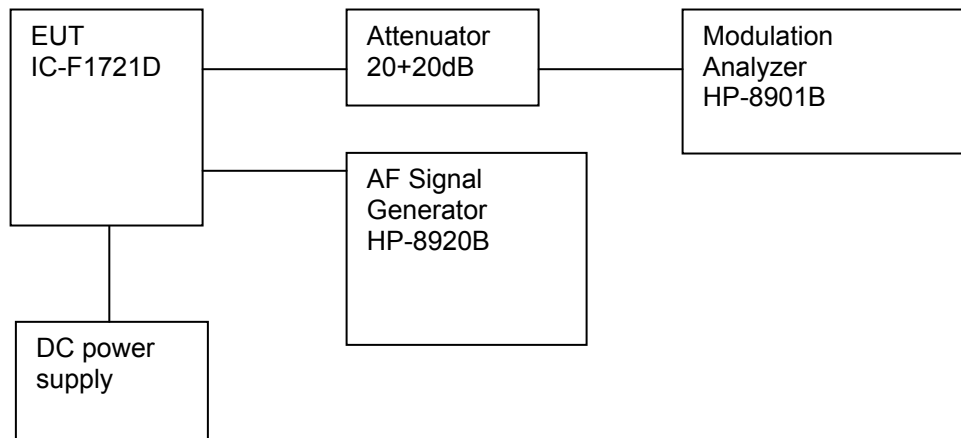 EUT
IC-F1721D
Attenuator
20+20dB
Modulation
Analyzer
HP-8901B
AF Signal
Generator
HP-8920B
DC power
supply